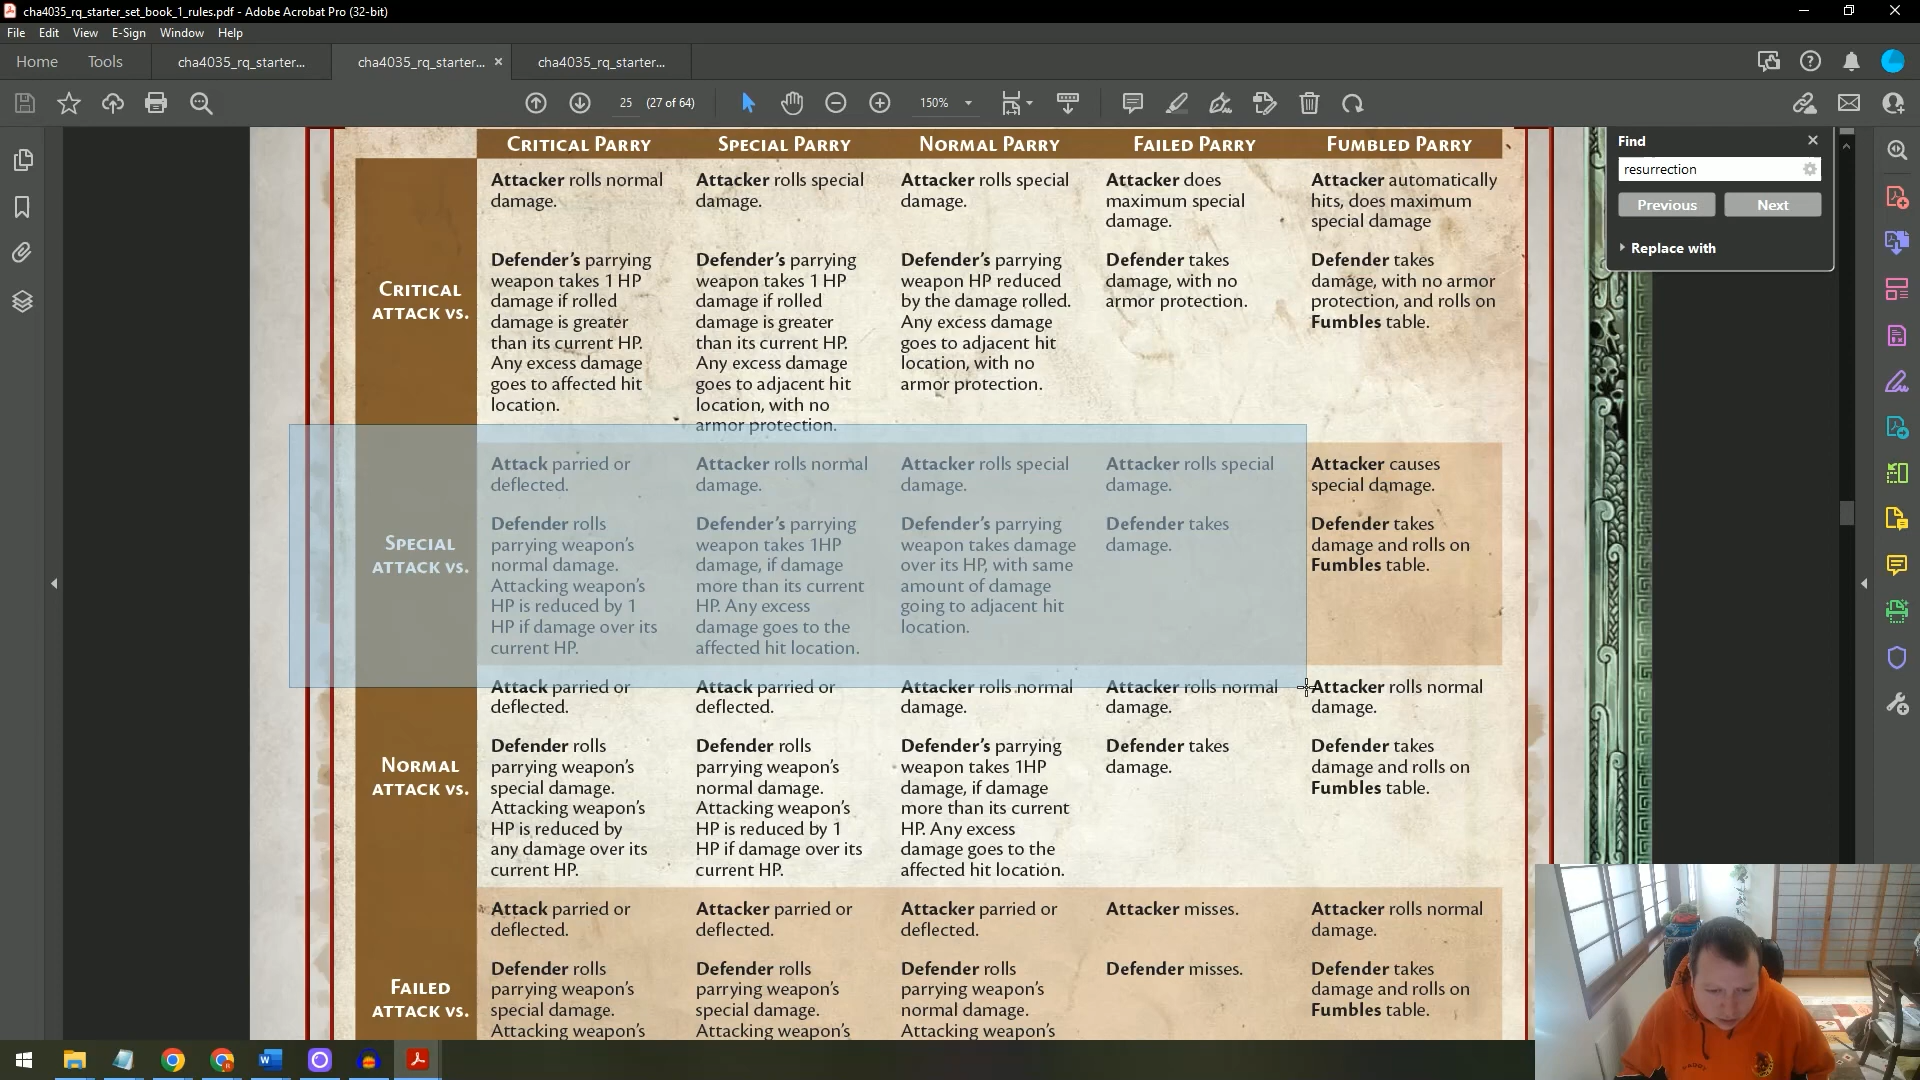 cha4035_rq_starter_set_book_1_rules.pdf - Adobe Acrobat Pro (32-bit)
File Edit View E-Sign Window Help
Home Tools cha4035_rq_starter... cha4035_rq_starter... × cha4035_rq_starter...
25 (27 of 64) 150%
Find
resurrection
Previous Next
Replace with
CRITICAL PARRY SPECIAL PARRY NORMAL PARRY FAILED PARRY FUMBLED PARRY
CRITICAL
ATTACK VS.
Attacker rolls normal
damage.
Defender's parrying
weapon takes 1 HP
damage if rolled
damage is greater
than its current HP.
Any excess damage
goes to affected hit
location.
Attacker rolls special
damage.
Defender's parrying
weapon takes 1 HP
damage if rolled
damage is greater
than its current HP.
Any excess damage
goes to adjacent hit
location, with no
armor protection.
Attacker rolls special
damage.
Defender's parrying
weapon HP reduced
by the damage rolled.
Any excess damage
goes to adjacent hit
location, with no
armor protection.
Attacker does
maximum special
damage.
Defender takes
damage, with no
armor protection.
Attacker automatically
hits, does maximum
special damage
Defender takes
damage, with no armor
protection, and rolls on
Fumbles table.
SPECIAL
ATTACK VS.
Attack parried or
deflected.
Defender rolls
parrying weapon's
normal damage.
Attacking weapon's
HP is reduced by 1
HP if damage over its
current HP.
Attacker rolls normal
damage.
Defender's parrying
weapon takes 1HP
damage, if damage
more than its current
HP. Any excess
damage goes to the
affected hit location.
Attacker rolls special
damage.
Defender's parrying
weapon takes damage
over its HP, with same
amount of damage
going to adjacent hit
location.
Attacker rolls special
damage.
Defender takes
damage.
Attacker causes
special damage.
Defender takes
damage and rolls on
Fumbles table.
NORMAL
ATTACK VS.
Attack parried or
deflected.
Defender rolls
parrying weapon's
special damage.
Attacking weapon's
HP is reduced by
any damage over its
current HP.
Attack parried or
deflected.
Defender rolls
parrying weapon's
normal damage.
Attacking weapon's
HP is reduced by 1
HP if damage over its
current HP.
Attacker rolls normal
damage.
Defender's parrying
weapon takes 1HP
damage, if damage
more than its current
HP. Any excess
damage goes to the
affected hit location.
Attacker rolls normal
damage.
Defender takes
damage.
Attacker rolls normal
damage.
Defender takes
damage and rolls on
Fumbles table.
FAILED
ATTACK VS.
Attack parried or
deflected.
Defender rolls
parrying weapon's
special damage.
Attacking weapon's
Attacker parried or
deflected.
Defender rolls
parrying weapon's
special damage.
Attacking weapon's
Attacker parried or
deflected.
Defender rolls
parrying weapon's
normal damage.
Attacking weapon's
Attacker misses.
Defender misses.
Attacker rolls normal
damage.
Defender takes
damage and rolls on
Fumbles table.